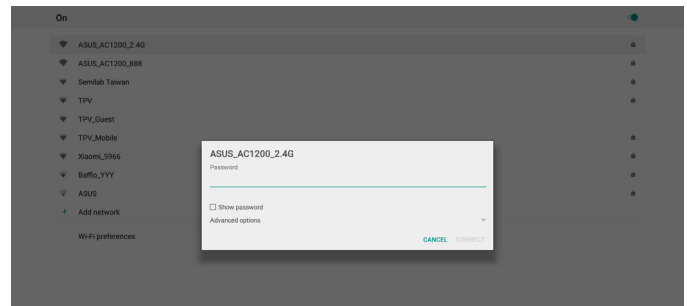 On
ASUS_AC1200_2.4G
ASUS_AC1200_888
Semilab Taiwan
TPV
TPV_Guest
TPV_Mobile
Xiaomi_5966
Bafflo_YYY
ASUS
+ Add network
Wi-Fi preferences
ASUS_AC1200_2.4G
Password
Show password
Advanced options
CANCEL CONNECT